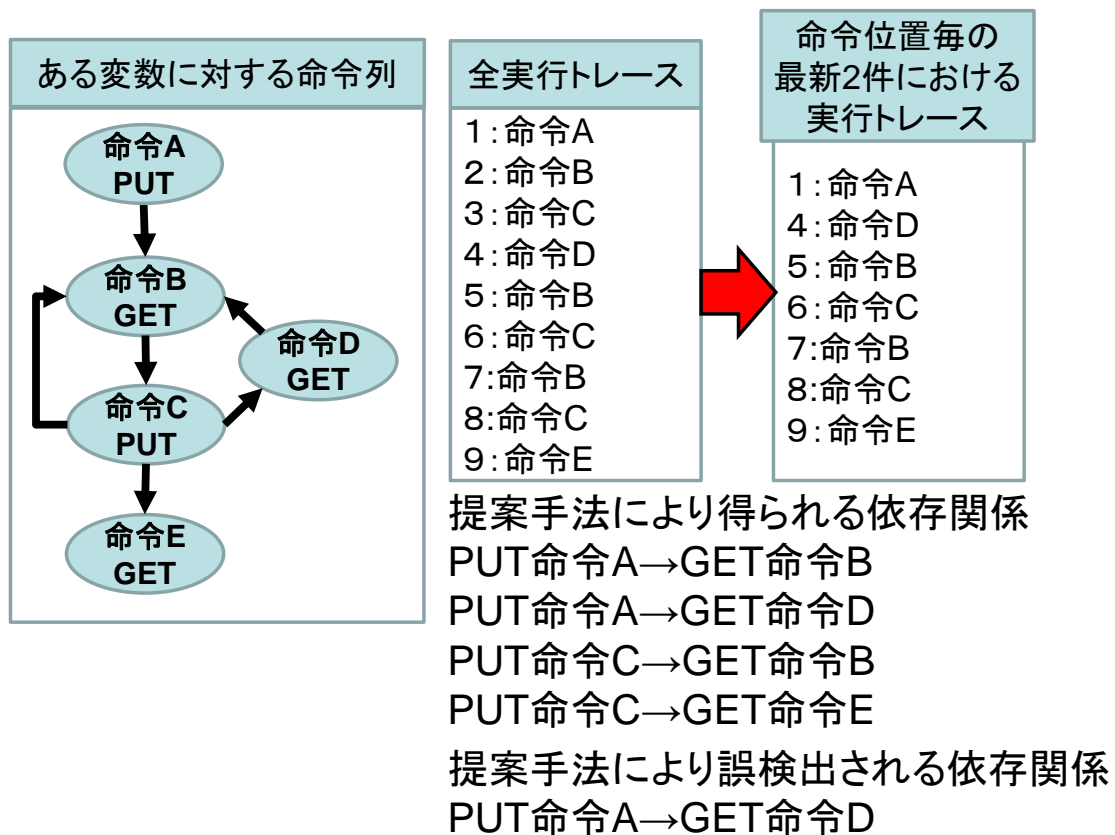 ある変数に対する命令列
命令A
PUT
命令B
GET
命令D
GET
命令C
PUT
命令E
GET
全実行トレース
１:命令A
２:命令B
３:命令C
４:命令D
５:命令B
６:命令C
7:命令B
8:命令C
９:命令E
命令位置毎の
最新2件における
実行トレース
１:命令A
４:命令D
５:命令B
６:命令C
7:命令B
8:命令C
９:命令E
提案手法により得られる依存関係
PUT命令A→GET命令B
PUT命令A→GET命令D
PUT命令C→GET命令B
PUT命令C→GET命令E
提案手法により誤検出される依存関係
PUT命令A→GET命令D